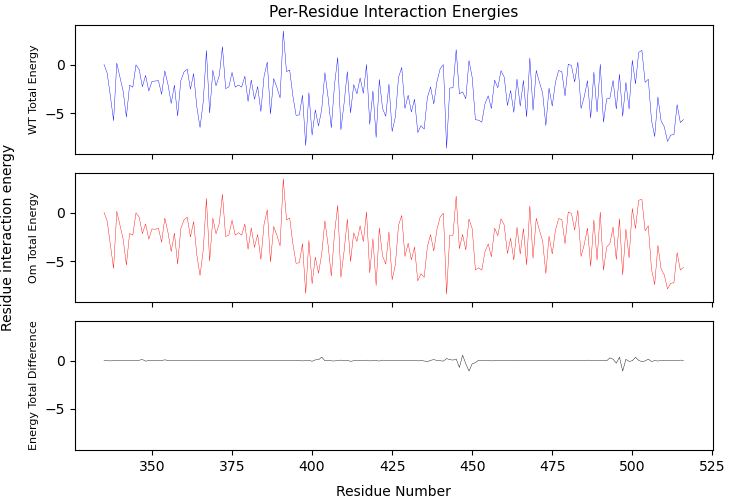 Per-Residue Interaction Energies
Residue interaction energy
WT Total Energy
0
−5
Om Total Energy
0
−5
Energy Total Difference
0
−5
350 375 400 425 450 475 500 525
Residue Number